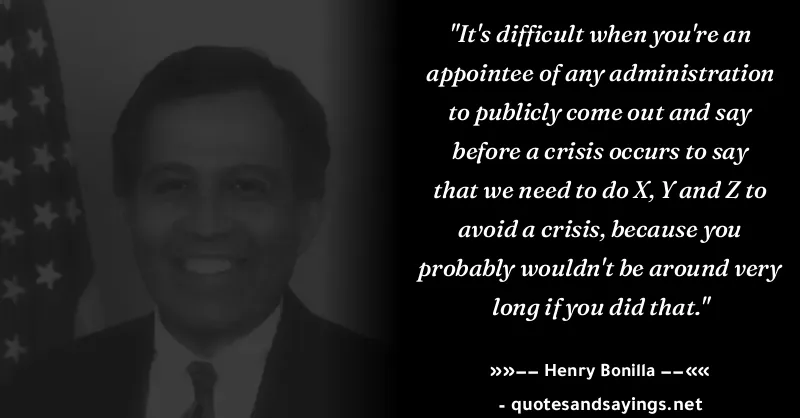 "It's difficult when you're an
appointee of any administration
to publicly come out and say
before a crisis occurs to say
that we need to do X, Y and Z to
avoid a crisis, because you
probably wouldn't be around very
long if you did that."
»»−− Henry Bonilla −−««
- quotesandsayings.net